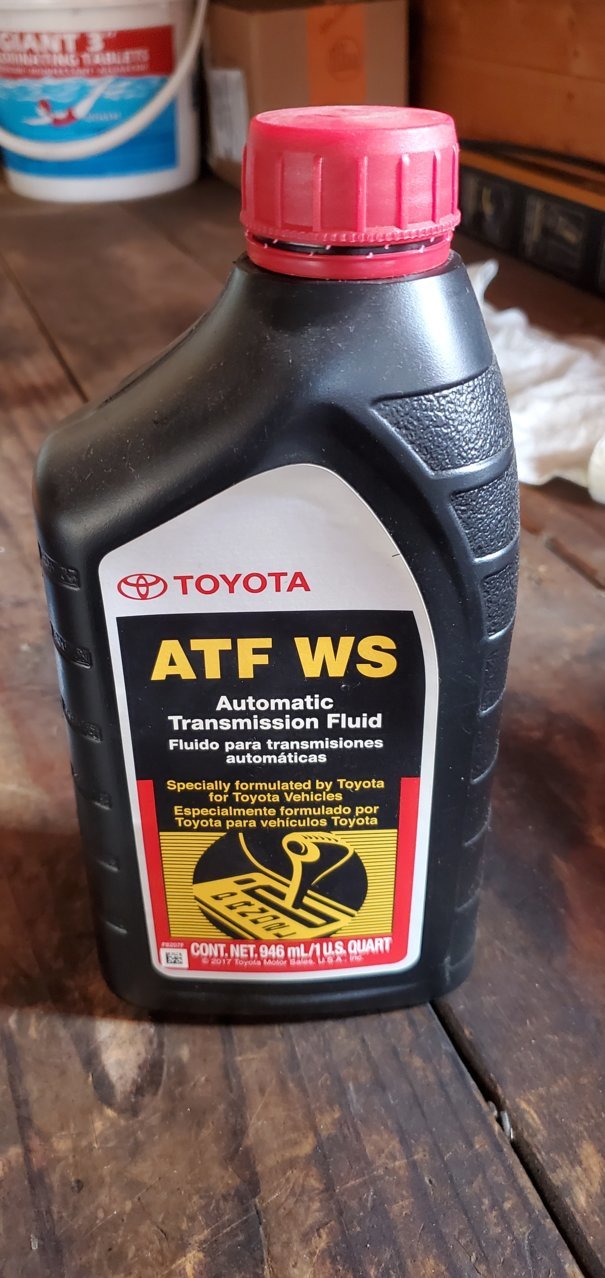 GIANT 3"
TABLETS
TOYOTA
ATF WS
Automatic
Transmission Fluid
Fluido para transmisiones
automáticas
Specially formulated by Toyota
for Toyota Vehicles
Especialmente formulado por
Toyota para vehículos Toyota
CONT. NET. 946 mL/1 U.S. QUART
© 2017 Toyota Motor Sales, U.S.A., Inc.